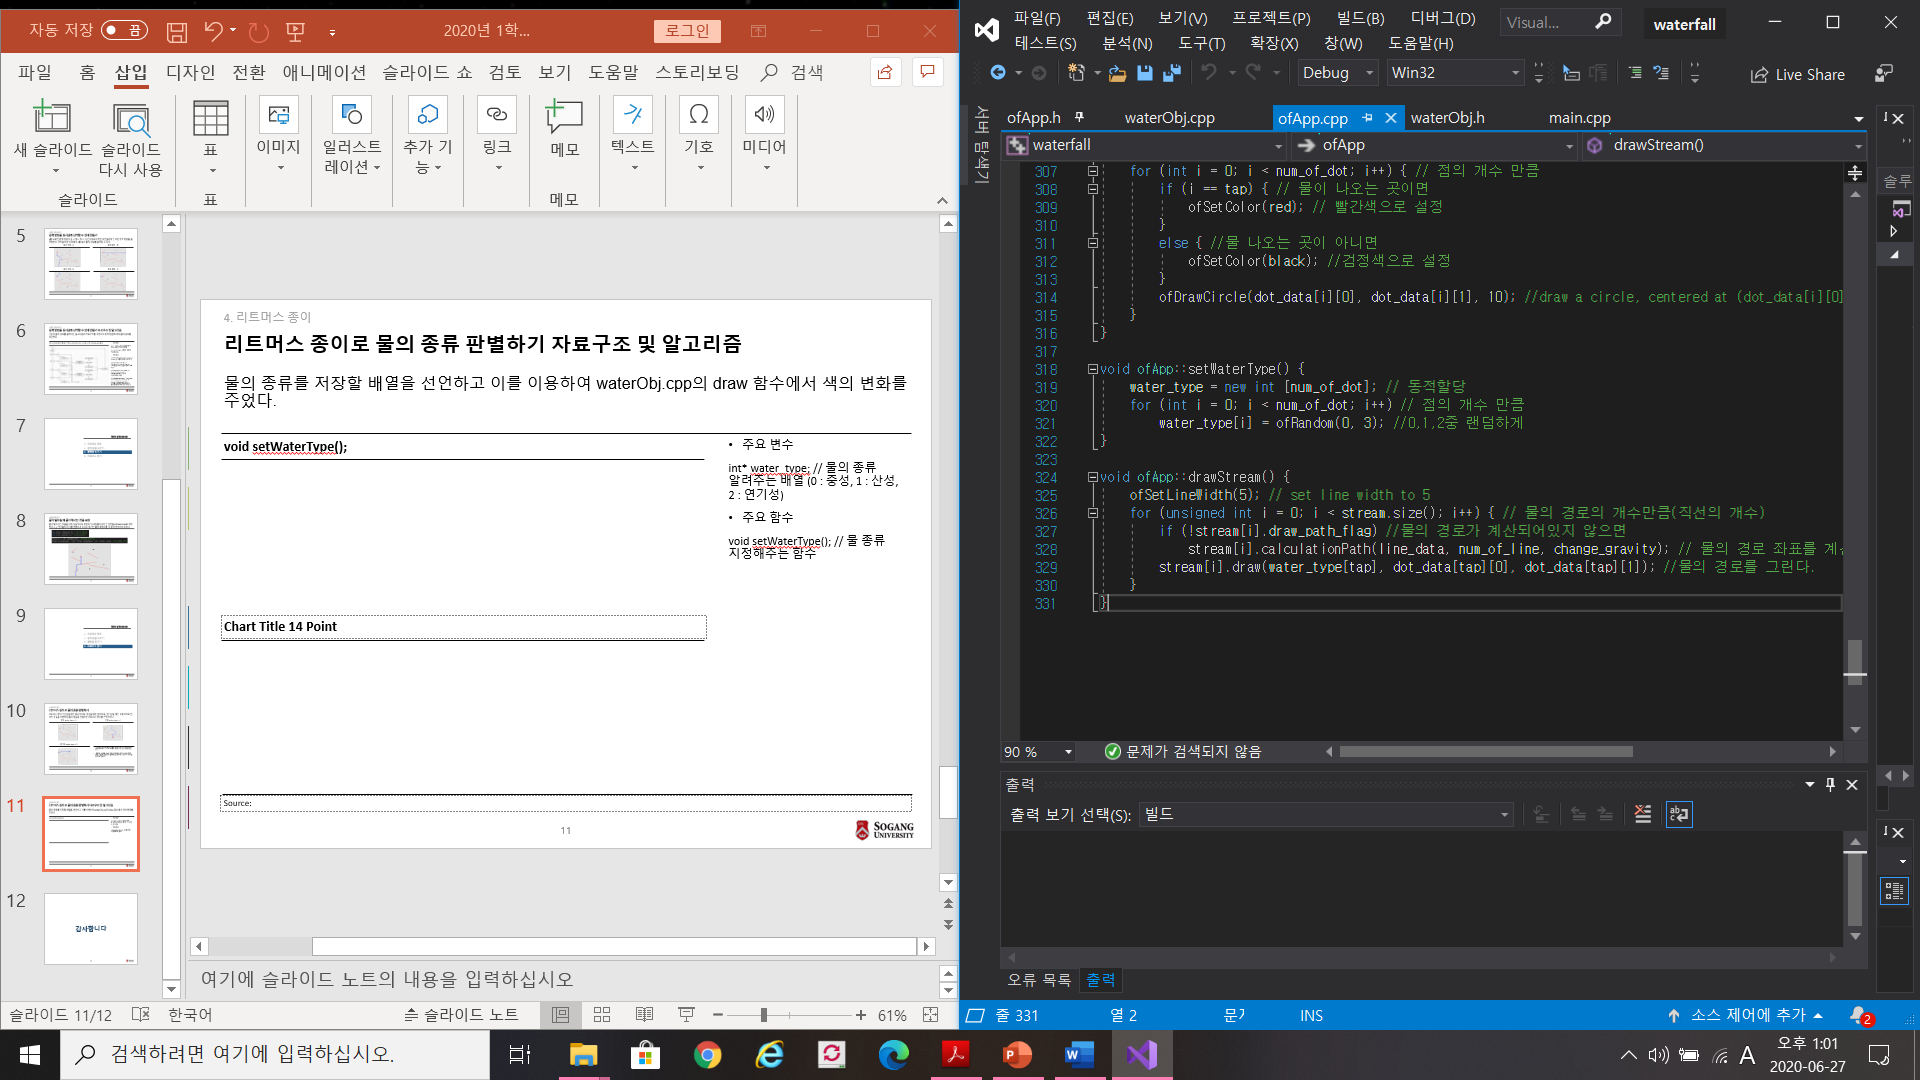 자동 저장 끔
2020년 1학...
로그인
파일 홈 삽입 디자인 전환 애니메이션 슬라이드 쇼 검토 보기 도움말 스토리보딩 검색
새 슬라이드
슬라이드 다시 사용
표
이미지
일러스트레이션
추가 기능
링크
메모
텍스트
기호
미디어
슬라이드
표
메모
5
6
7
8
9
10
11
12
감사합니다
4. 리트머스 종이
리트머스 종이로 물의 종류 판별하기 자료구조 및 알고리즘
물의 종류를 저장할 배열을 선언하고 이를 이용하여 waterObj.cpp의 draw 함수에서 색의 변화를
주었다.
void setWaterType();
• 주요 변수
int* water_type; // 물의 종류
알려주는 배열 (0 : 중성, 1 : 산성,
2 : 연기성)
• 주요 함수
void setWaterType(); // 물 종류
지정해주는 함수
Chart Title 14 Point
Source:
11
SOGANG
UNIVERSITY
여기에 슬라이드 노트의 내용을 입력하십시오
슬라이드 11/12 한국어 슬라이드 노트 61%
파일(F) 편집(E) 보기(V) 프로젝트(P) 빌드(B) 디버그(D) Visual... waterfall
테스트(S) 분석(N) 도구(T) 확장(X) 창(W) 도움말(H)
Debug Win32 Live Share
서버 탐색기
ofApp.h waterObj.cpp ofApp.cpp waterObj.h main.cpp
waterfall ofApp drawStream()
솔루
307 for (int i = 0; i < num_of_dot; i++) { // 점의 개수 만큼
308 if (i == tap) { // 물이 나오는 곳이면
309 ofSetColor(red); // 빨간색으로 설정
310 }
311 else { //물 나오는 곳이 아니면
312 ofSetColor(black); //검정색으로 설정
313 }
314 ofDrawCircle(dot_data[i][0], dot_data[i][1], 10); //draw a circle, centered at (dot_data[i][0]
315 }
316 }
317
318 void ofApp::setWaterType() {
319 water_type = new int [num_of_dot]; // 동적할당
320 for (int i = 0; i < num_of_dot; i++) // 점의 개수 만큼
321 water_type[i] = ofRandom(0, 3); //0,1,2중 랜덤하게
322 }
323
324 void ofApp::drawStream() {
325 ofSetLineWidth(5); // set line width to 5
326 for (unsigned int i = 0; i < stream.size(); i++) { // 물의 경로의 개수만큼(직선의 개수)
327 if (!stream[i].draw_path_flag) //물의 경로가 계산되어있지 않으면
328 stream[i].calculationPath(line_data, num_of_line, change_gravity); // 물의 경로 좌표를 계
329 stream[i].draw(water_type[tap], dot_data[tap][0], dot_data[tap][1]); //물의 경로를 그린다.
330 }
331 }
90 % 문제가 검색되지 않음
출력
출력 보기 선택(S): 빌드
오류 목록 출력
줄 331 열 2 INS 소스 제어에 추가 2
검색하려면 여기에 입력하십시오.
A
오후 1:01
2020-06-27